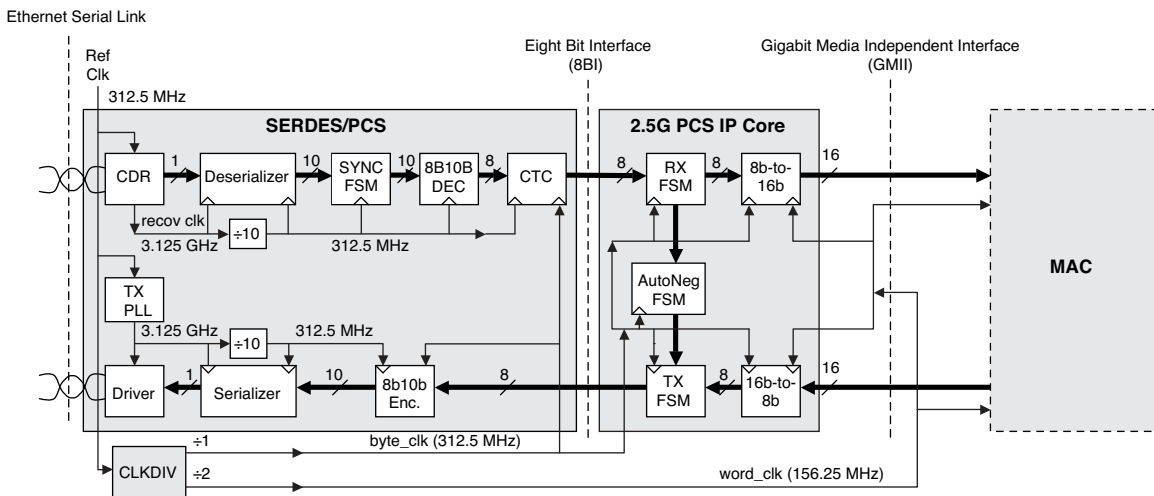 Ethernet Serial Link
Ref
Clk
312.5 MHz
Eight Bit Interface
(8BI)
Gigabit Media Independent Interface
(GMII)
SERDES/PCS
2.5G PCS IP Core
CDR
1
Deserializer
10
SYNC
FSM
10
8B10B
DEC
8
CTC
8
RX
FSM
8
8b-to-
16b
16
recov clk
3.125 GHz
÷10
312.5 MHz
MAC
AutoNeg
FSM
TX
PLL
3.125 GHz
÷10
312.5 MHz
Driver
1
Serializer
10
8b10b
Enc.
8
TX
FSM
8
16b-to-
8b
16
CLKDIV
÷1
byte_clk (312.5 MHz)
÷2
word_clk (156.25 MHz)